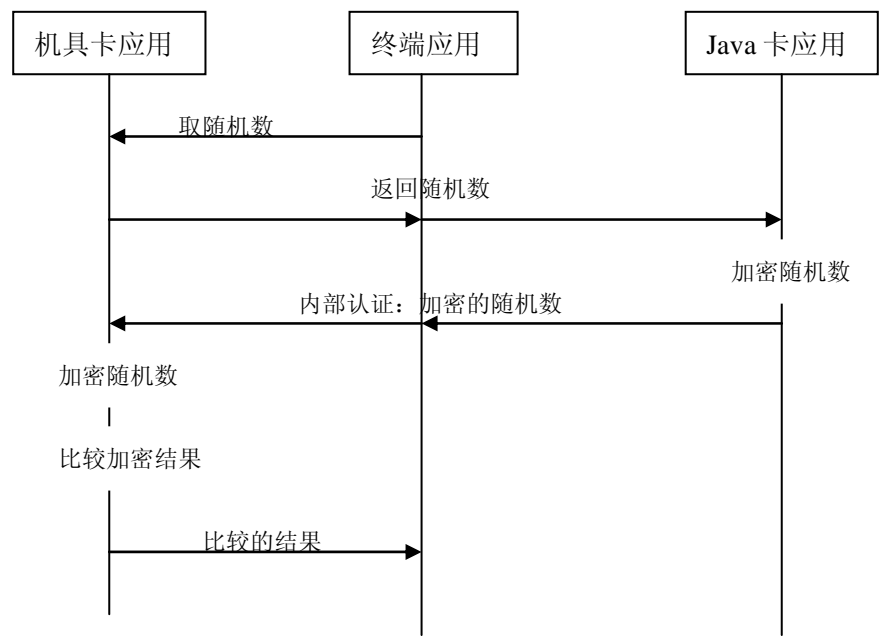 机具卡应用
终端应用
Java 卡应用
取随机数
返回随机数
加密随机数
内部认证：加密的随机数
加密随机数
比较加密结果
比较的结果